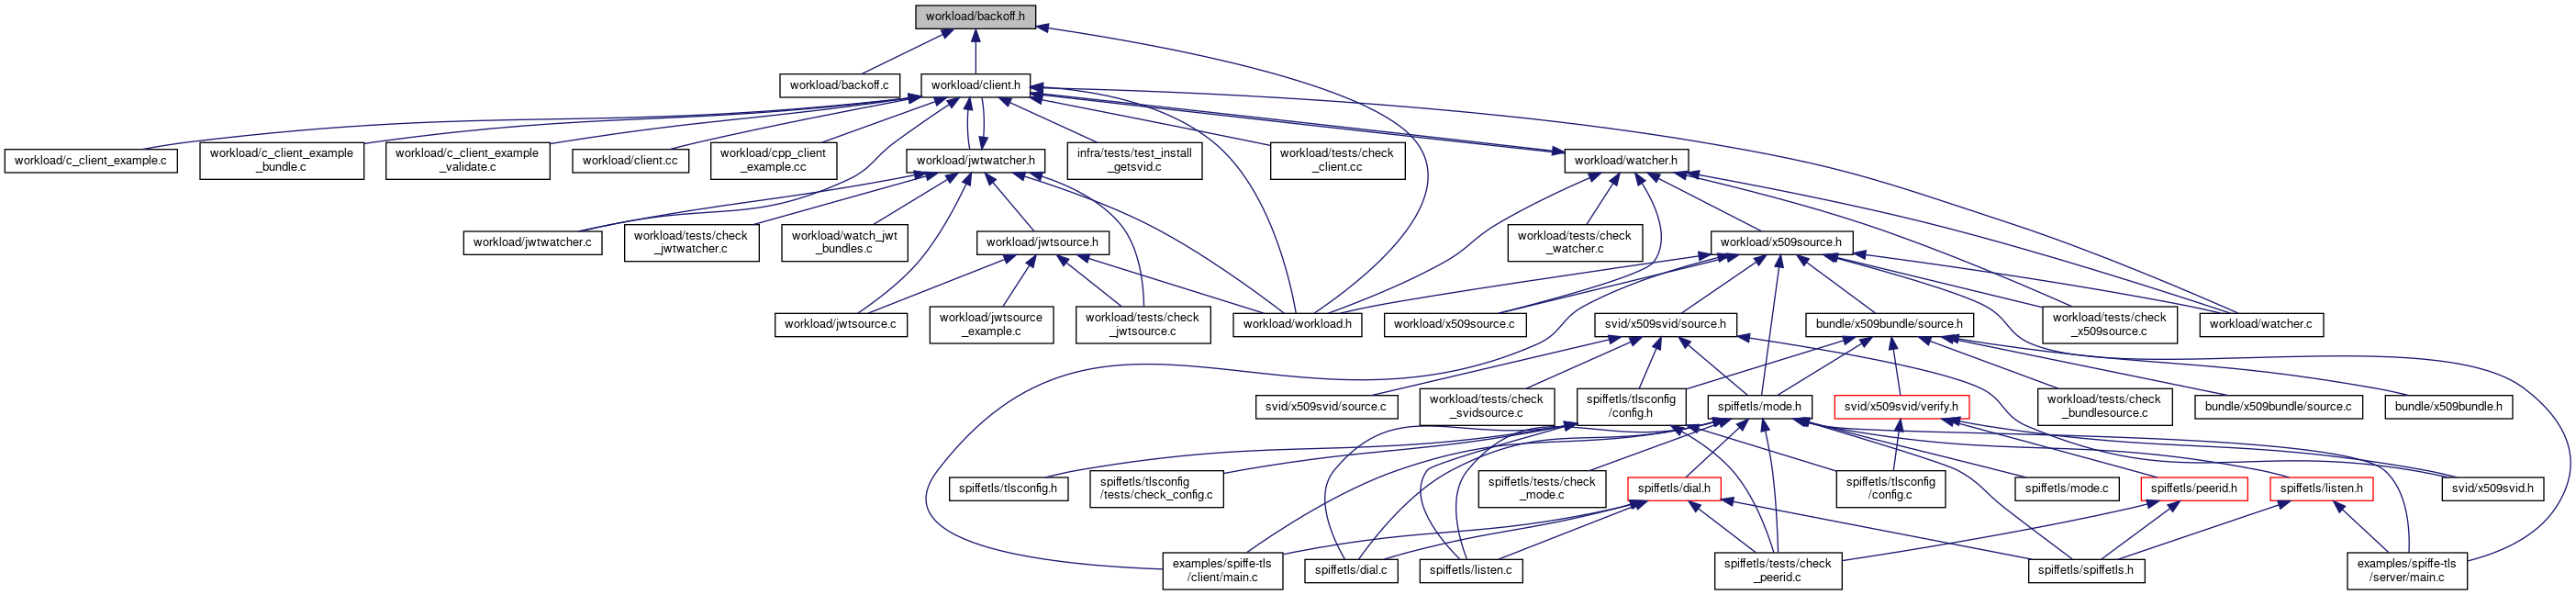 workload/backoff.h
workload/backoff.c
workload/client.h
workload/c_client_example.c
workload/c_client_example
_bundle.c
workload/c_client_example
_validate.c
workload/client.cc
workload/cpp_client
_example.cc
workload/jwtwatcher.h
infra/tests/test_install
_getsvid.c
workload/tests/check
_client.cc
workload/watcher.h
workload/jwtwatcher.c
workload/tests/check
_jwtwatcher.c
workload/watch_jwt
_bundles.c
workload/jwtsource.h
workload/tests/check
_watcher.c
workload/x509source.h
workload/jwtsource.c
workload/jwtsource
_example.c
workload/tests/check
_jwtsource.c
workload/workload.h
workload/x509source.c
svid/x509svid/source.h
bundle/x509bundle/source.h
workload/tests/check
_x509source.c
workload/watcher.c
svid/x509svid/source.c
workload/tests/check
_svidsource.c
spiffetls/tlsconfig
/config.h
spiffetls/mode.h
svid/x509svid/verify.h
workload/tests/check
_bundlesource.c
bundle/x509bundle/source.c
bundle/x509bundle.h
spiffetls/tlsconfig.h
spiffetls/tlsconfig
/tests/check_config.c
spiffetls/tests/check
_mode.c
spiffetls/dial.h
spiffetls/tlsconfig
/config.c
spiffetls/mode.c
spiffetls/peerid.h
spiffetls/listen.h
svid/x509svid.h
examples/spiffe-tls
/client/main.c
spiffetls/dial.c
spiffetls/listen.c
spiffetls/tests/check
_peerid.c
spiffetls/spiffetls.h
examples/spiffe-tls
/server/main.c